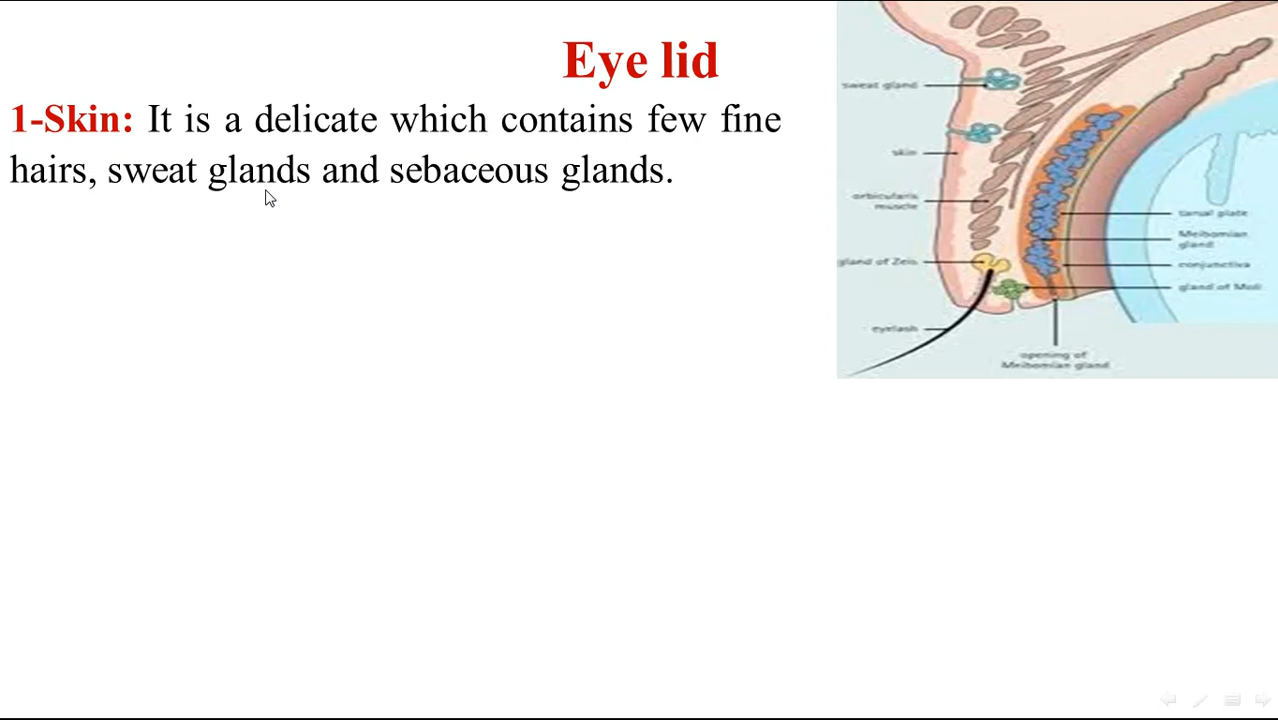 Eye lid
1-Skin: It is a delicate which contains few fine
hairs, sweat glands and sebaceous glands.
sweat gland
skin
orbicularis
muscle
gland of Zeis
eyelash
tarsal plate
Meibomian
gland
conjunctiva
gland of Moll
opening of
Meibomian gland